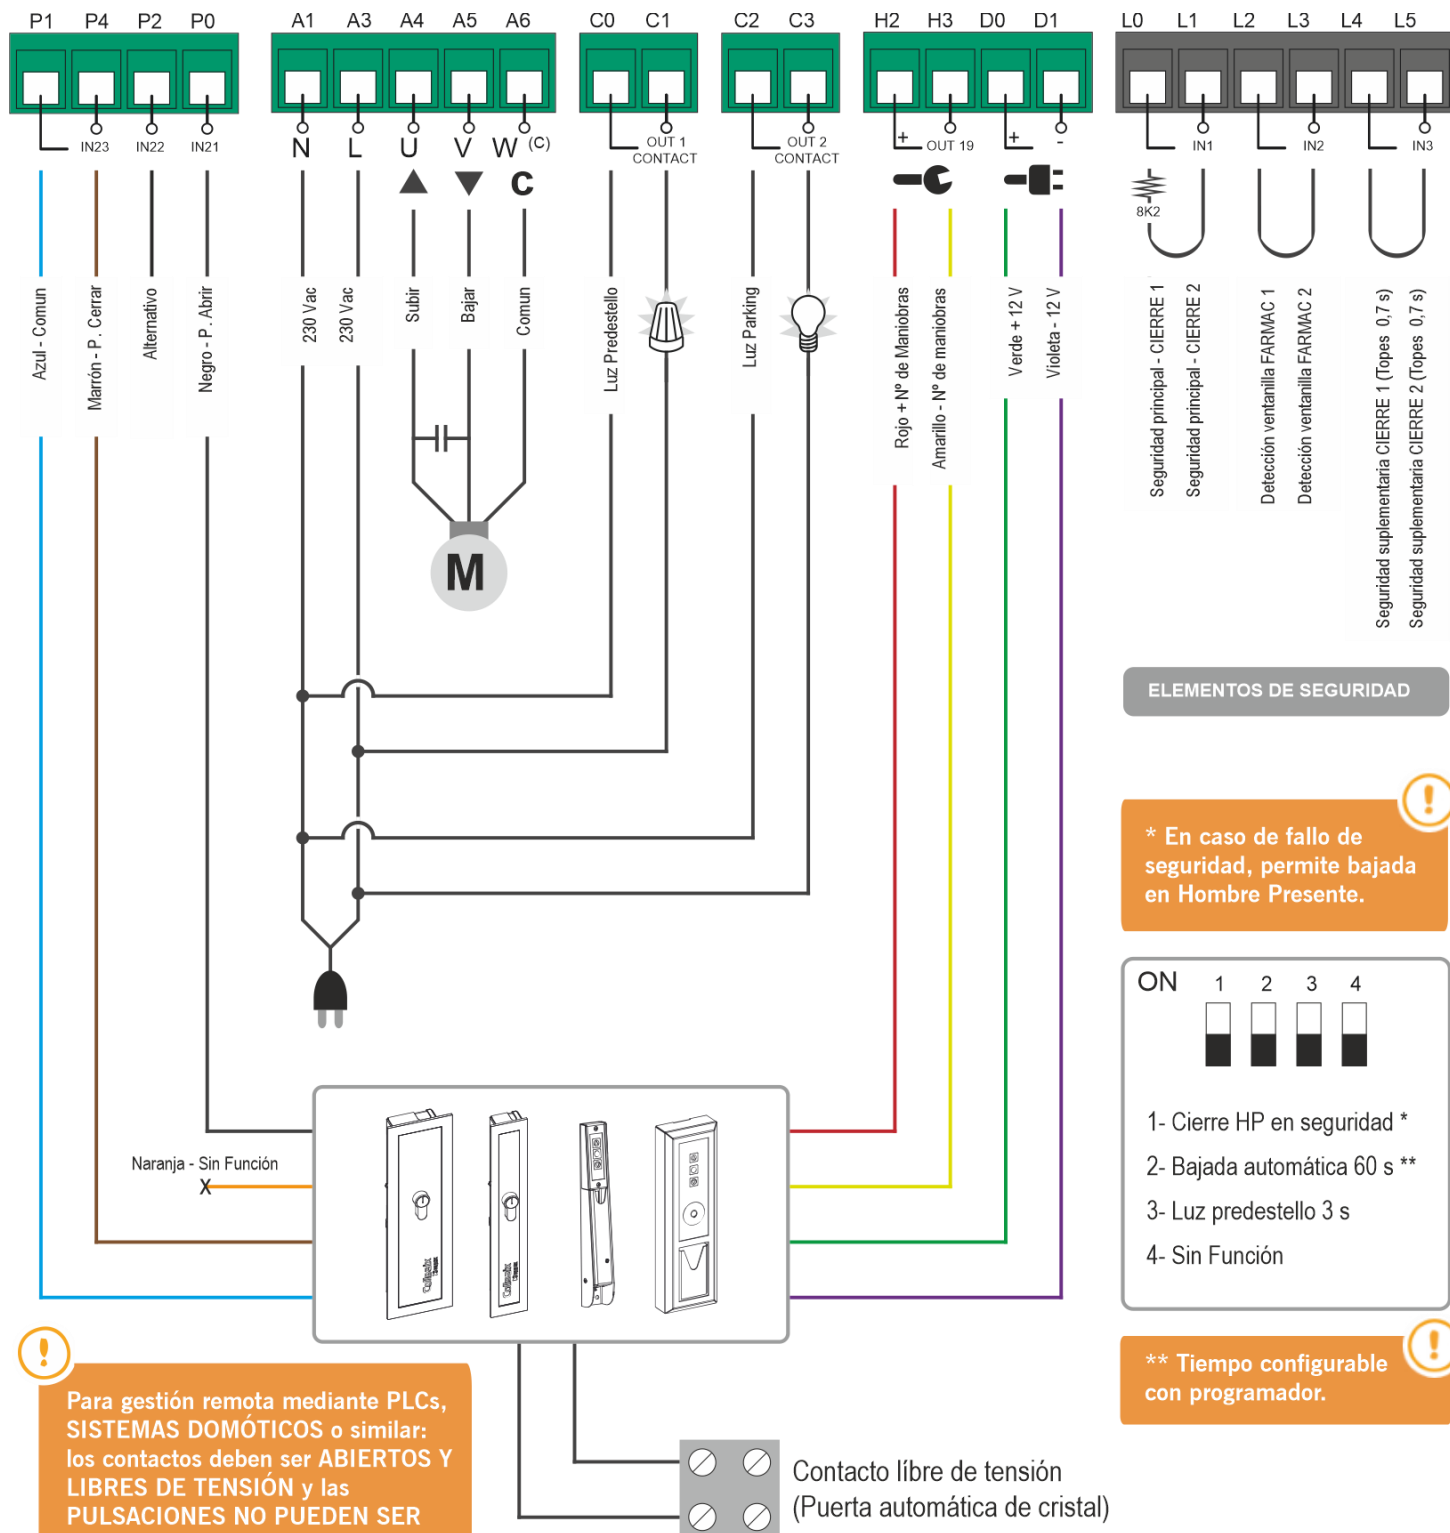 P1 P4 P2 P0 A1 A3 A4 A5 A6 C0 C1 C2 C3 H2 H3 D0 D1 L0 L1 L2 L3 L4 L5
IN23 IN22 IN21
N L U V W (C)
C
OUT 1
CONTACT
OUT 2
CONTACT
+ OUT 19
+ -
IN1 IN2 IN3
8K2
Azul - Comun
Marrón - P. Cerrar
Alternativo
Negro - P. Abrir
230 Vac
230 Vac
Subir
Bajar
Comun
Luz Predestello
Luz Parking
Rojo + Nº de Maniobras
Amarillo - Nº de maniobras
Verde + 12 V
Violeta - 12 V
Seguridad principal - CIERRE 1
Seguridad principal - CIERRE 2
Detección ventanilla FARMAC 1
Detección ventanilla FARMAC 2
Seguridad suplementaria CIERRE 1 (Topes 0,7 s)
Seguridad suplementaria CIERRE 2 (Topes 0,7 s)
M
ELEMENTOS DE SEGURIDAD
!
* En caso de fallo de
seguridad, permite bajada
en Hombre Presente.
ON 1 2 3 4
1- Cierre HP en seguridad *
2- Bajada automática 60 s **
3- Luz predestello 3 s
4- Sin Función
!
** Tiempo configurable
con programador.
Naranja - Sin Función
X
!
Para gestión remota mediante PLCs,
SISTEMAS DOMÓTICOS o similar:
los contactos deben ser ABIERTOS Y
LIBRES DE TENSIÓN y las
PULSACIONES NO PUEDEN SER
Contacto líbre de tensión
(Puerta automática de cristal)